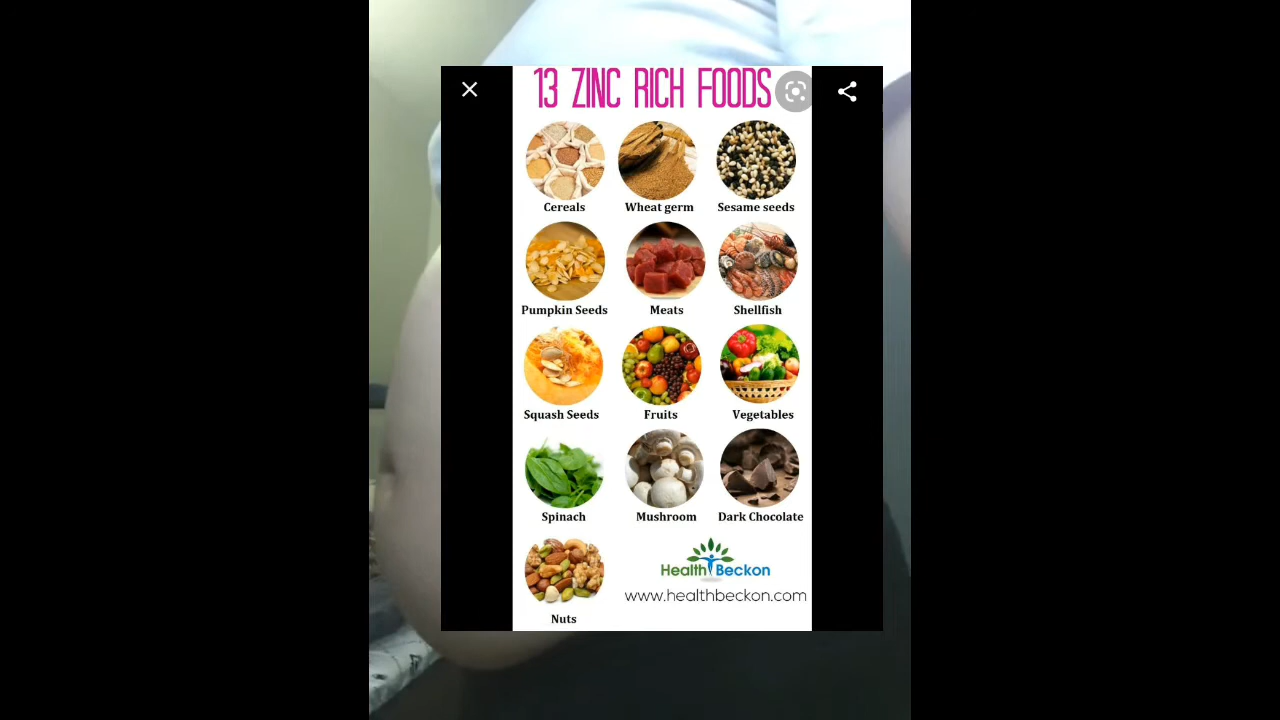 13 ZINC RICH FOODS
Cereals Wheat germ Sesame seeds
Pumpkin Seeds Meats Shellfish
Squash Seeds Fruits Vegetables
Spinach Mushroom Dark Chocolate
Health Beckon
www.healthbeckon.com
Nuts